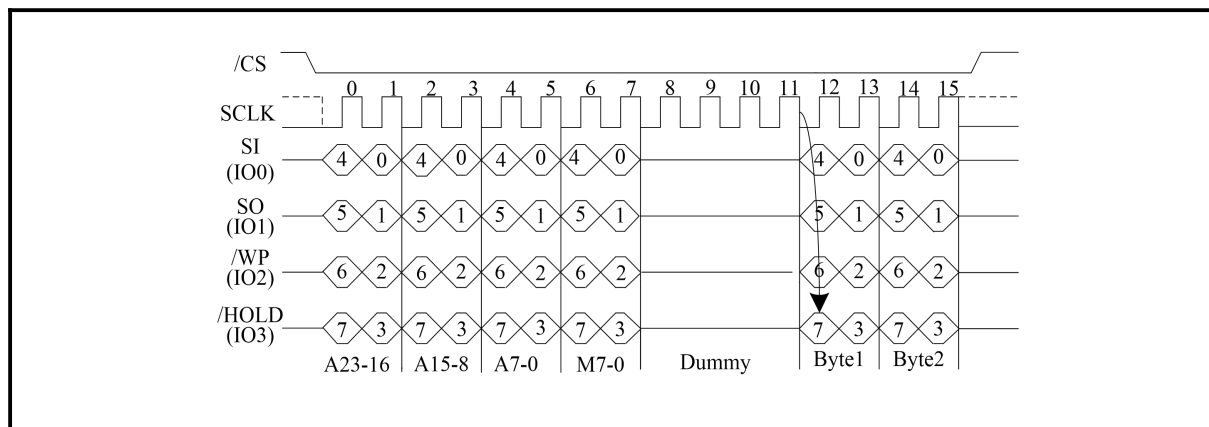 /CS
0 1 2 3 4 5 6 7 8 9 10 11 12 13 14 15
SCLK
SI
(IO0)
4 0 4 0 4 0 4 0 4 0 4 0
SO
(IO1)
5 1 5 1 5 1 5 1 5 1 5 1
/WP
(IO2)
6 2 6 2 6 2 6 2 6 2 6 2
/HOLD
(IO3)
7 3 7 3 7 3 7 3 7 3 7 3
A23-16 A15-8 A7-0 M7-0 Dummy Byte1 Byte2